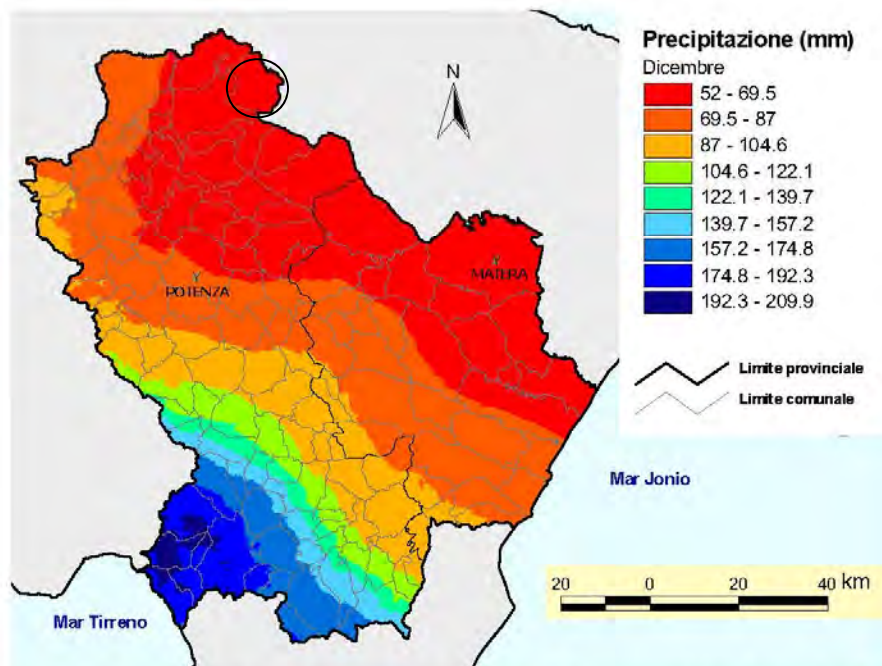 Precipitazione (mm)
Dicembre
52 - 69.5
69.5 - 87
87 - 104.6
104.6 - 122.1
122.1 - 139.7
139.7 - 157.2
157.2 - 174.8
174.8 - 192.3
192.3 - 209.9
N
POTENZA
MATERA
Limite provinciale
Limite comunale
Mar Jonio
20 0 20 40 km
Mar Tirreno